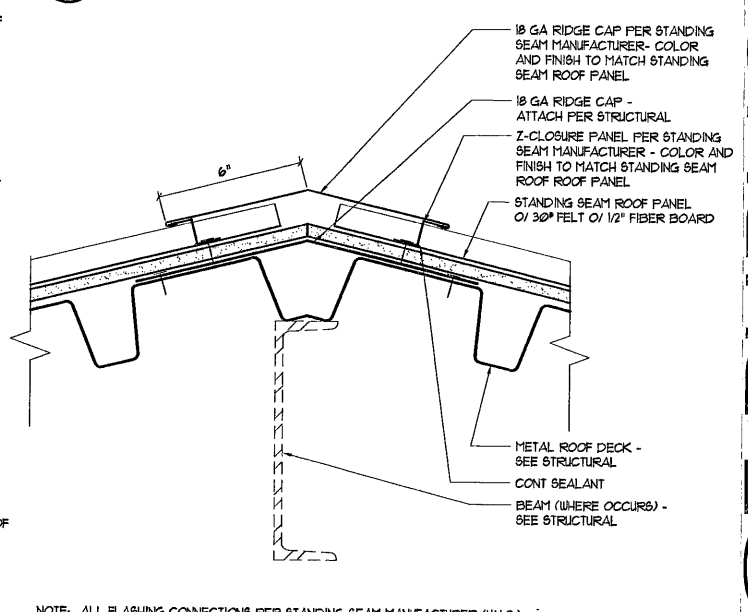 18 GA RIDGE CAP PER STANDING
SEAM MANUFACTURER- COLOR
AND FINISH TO MATCH STANDING
SEAM ROOF PANEL
18 GA RIDGE CAP -
ATTACH PER STRUCTURAL
Z-CLOSURE PANEL PER STANDING
SEAM MANUFACTURER - COLOR AND
FINISH TO MATCH STANDING SEAM
ROOF ROOF PANEL
6"
STANDING SEAM ROOF PANEL
O/ 30# FELT O/ 1/2" FIBER BOARD
METAL ROOF DECK -
SEE STRUCTURAL
CONT SEALANT
BEAM (WHERE OCCURS) -
SEE STRUCTURAL
OF
NOTE: ALL FLASHING CONNECTIONS PER STANDING SEAM MANUFACTURER (U.N.O.)